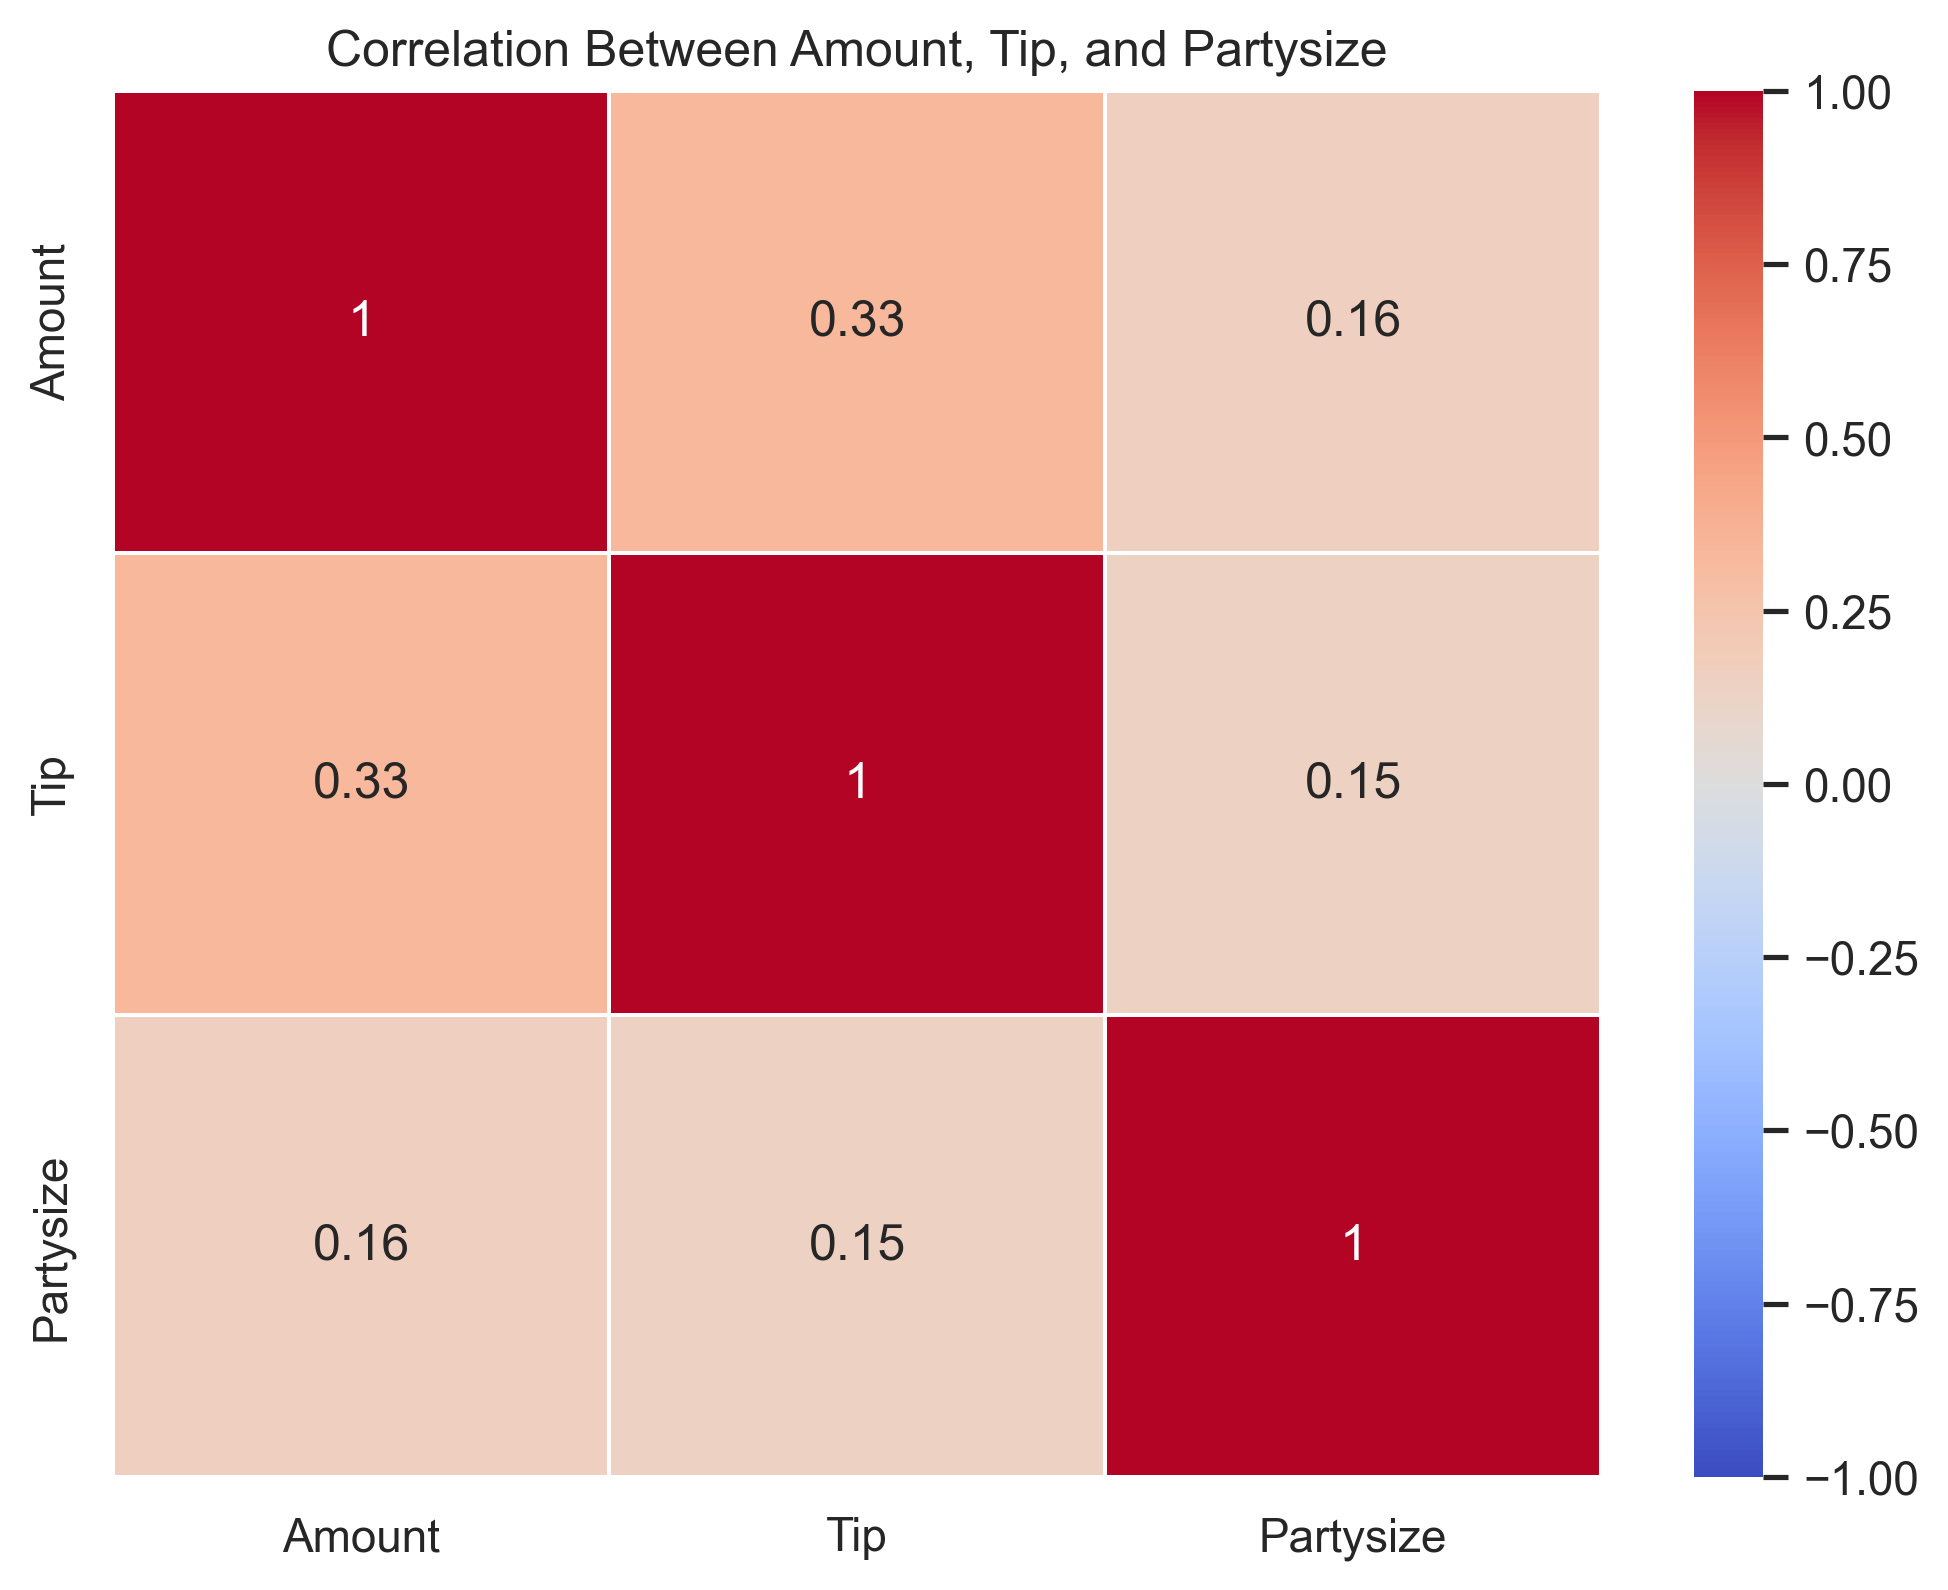 Correlation Between Amount, Tip, and Partysize
Amount
1
0.33
0.16
Tip
0.33
1
0.15
Partysize
0.16
0.15
1
Amount
Tip
Partysize
1.00
0.75
0.50
0.25
0.00
−0.25
−0.50
−0.75
−1.00